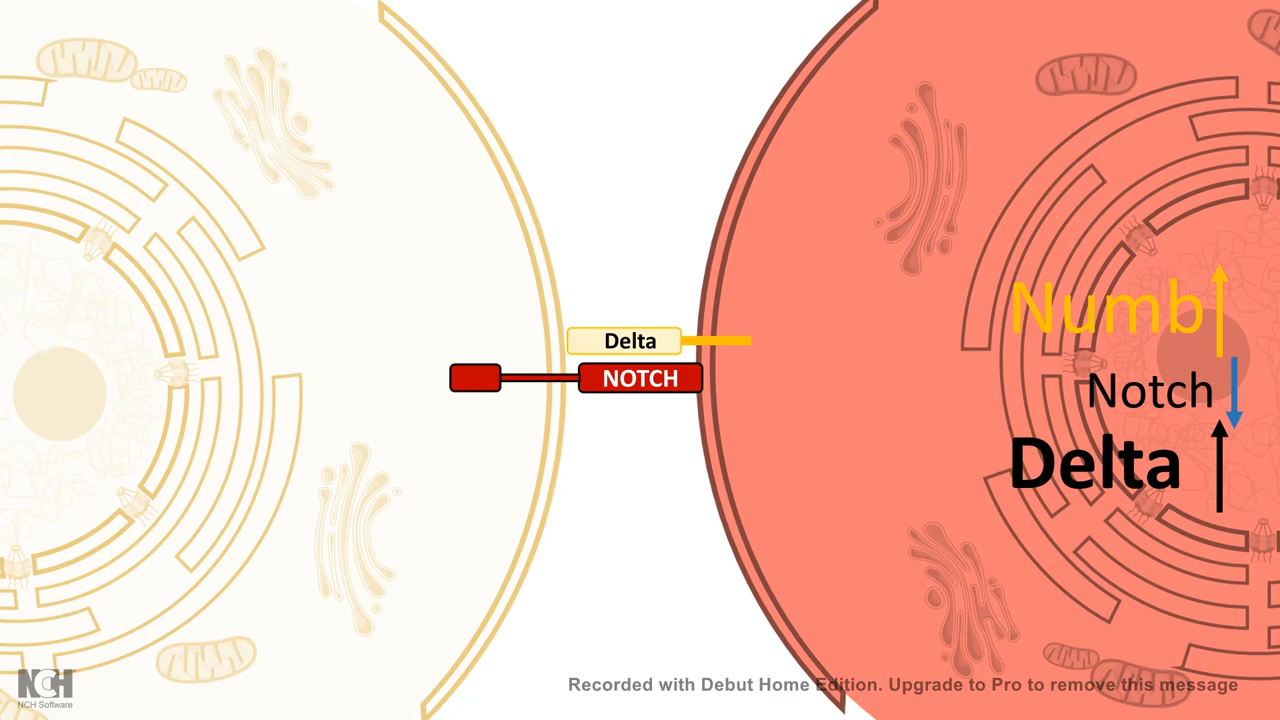 Numb
Delta
NOTCH
Notch
Delta
NCH
NCH Software
Recorded with Debut Home Edition. Upgrade to Pro to remove this message